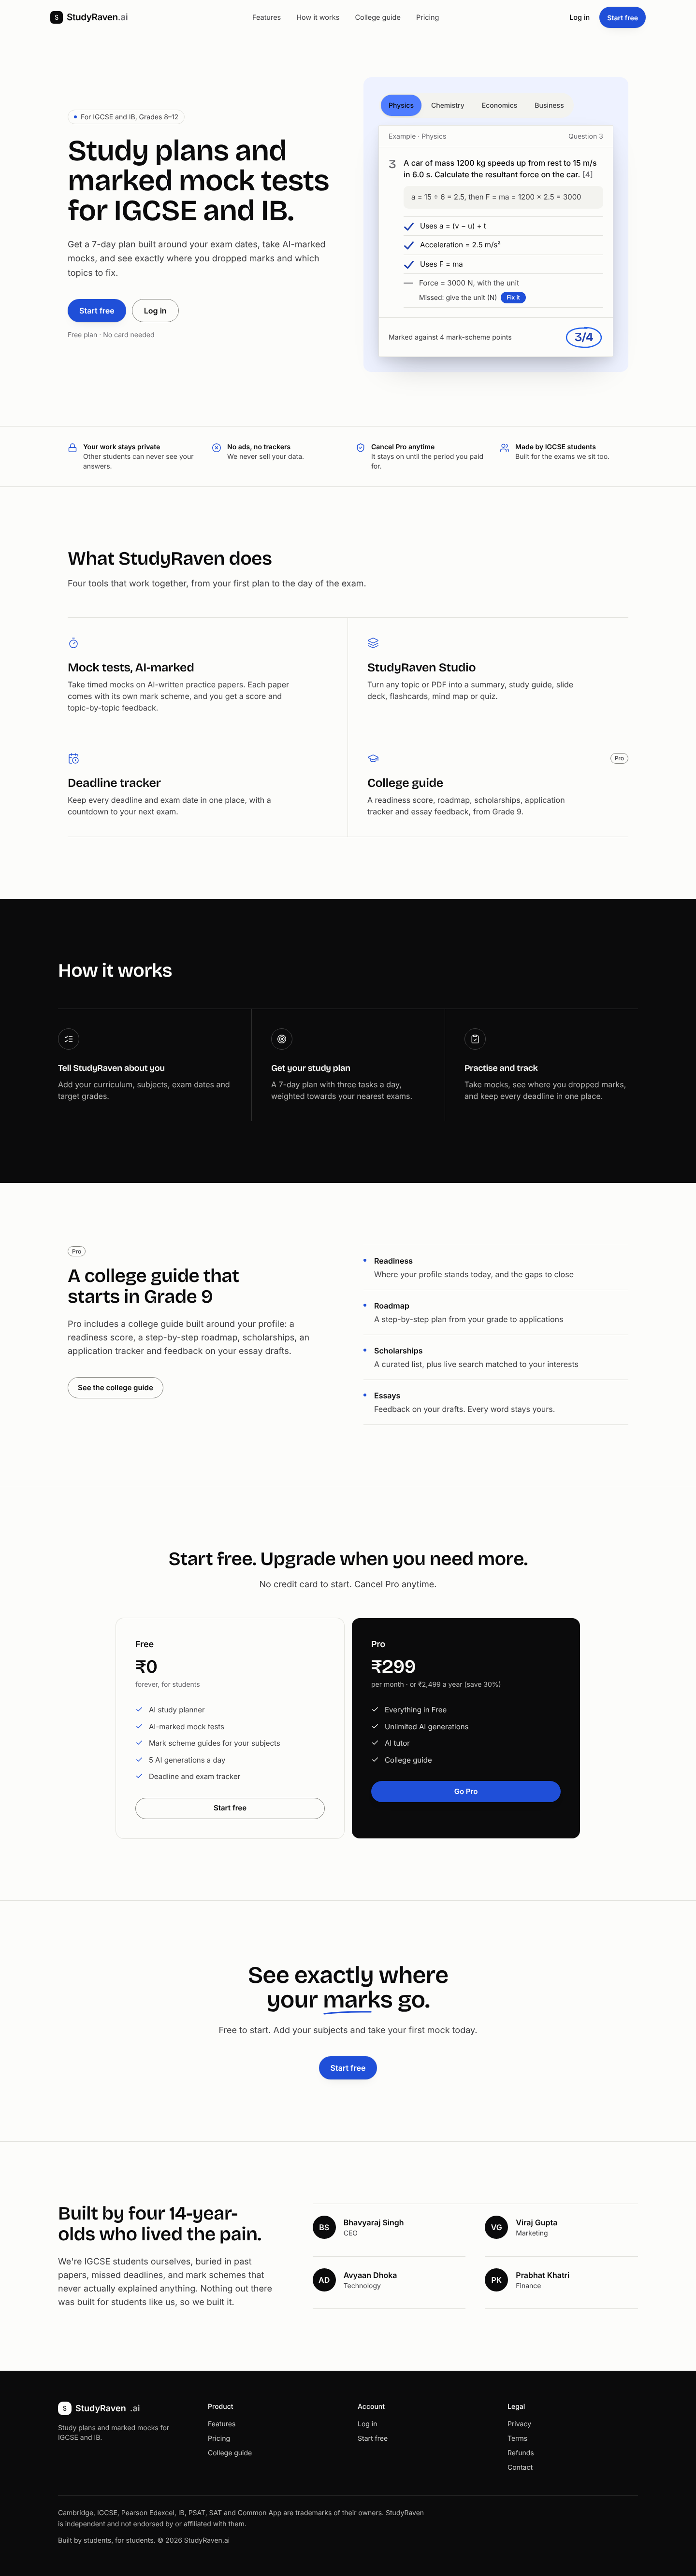 S StudyRaven.ai
Features How it works College guide Pricing
Log in Start free
For IGCSE and IB, Grades 8–12
Study plans and
marked mock tests
for IGCSE and IB.
Get a 7-day plan built around your exam dates, take AI-marked
mocks, and see exactly where you dropped marks and which
topics to fix.
Start free Log in
Free plan · No card needed
Physics Chemistry Economics Business
Example · Physics Question 3
3 A car of mass 1200 kg speeds up from rest to 15 m/s
in 6.0 s. Calculate the resultant force on the car. [4]
a = 15 ÷ 6 = 2.5, then F = ma = 1200 × 2.5 = 3000
Uses a = (v − u) ÷ t
Acceleration = 2.5 m/s²
Uses F = ma
Force = 3000 N, with the unit
Missed: give the unit (N) Fix it
Marked against 4 mark-scheme points 3/4
Your work stays private
Other students can never see your
answers.
No ads, no trackers
We never sell your data.
Cancel Pro anytime
It stays on until the period you paid
for.
Made by IGCSE students
Built for the exams we sit too.
What StudyRaven does
Four tools that work together, from your first plan to the day of the exam.
Mock tests, AI-marked
Take timed mocks on AI-written practice papers. Each paper
comes with its own mark scheme, and you get a score and
topic-by-topic feedback.
StudyRaven Studio
Turn any topic or PDF into a summary, study guide, slide
deck, flashcards, mind map or quiz.
Deadline tracker
Keep every deadline and exam date in one place, with a
countdown to your next exam.
Pro
College guide
A readiness score, roadmap, scholarships, application
tracker and essay feedback, from Grade 9.
How it works
Tell StudyRaven about you
Add your curriculum, subjects, exam dates and
target grades.
Get your study plan
A 7-day plan with three tasks a day,
weighted towards your nearest exams.
Practise and track
Take mocks, see where you dropped marks,
and keep every deadline in one place.
Pro
A college guide that
starts in Grade 9
Pro includes a college guide built around your profile: a
readiness score, a step-by-step roadmap, scholarships, an
application tracker and feedback on your essay drafts.
See the college guide
Readiness
Where your profile stands today, and the gaps to close
Roadmap
A step-by-step plan from your grade to applications
Scholarships
A curated list, plus live search matched to your interests
Essays
Feedback on your drafts. Every word stays yours.
Start free. Upgrade when you need more.
No credit card to start. Cancel Pro anytime.
Free
₹0
forever, for students
AI study planner
AI-marked mock tests
Mark scheme guides for your subjects
5 AI generations a day
Deadline and exam tracker
Start free
Pro
₹299
per month · or ₹2,499 a year (save 30%)
Everything in Free
Unlimited AI generations
AI tutor
College guide
Go Pro
See exactly where
your marks go.
Free to start. Add your subjects and take your first mock today.
Start free
Built by four 14-year-
olds who lived the pain.
We're IGCSE students ourselves, buried in past
papers, missed deadlines, and mark schemes that
never actually explained anything. Nothing out there
was built for students like us, so we built it.
BS Bhavyaraj Singh
CEO
VG Viraj Gupta
Marketing
AD Avyaan Dhoka
Technology
PK Prabhat Khatri
Finance
S StudyRaven .ai
Study plans and marked mocks for
IGCSE and IB.
Product
Features
Pricing
College guide
Account
Log in
Start free
Legal
Privacy
Terms
Refunds
Contact
Cambridge, IGCSE, Pearson Edexcel, IB, PSAT, SAT and Common App are trademarks of their owners. StudyRaven
is independent and not endorsed by or affiliated with them.
Built by students, for students. © 2026 StudyRaven.ai